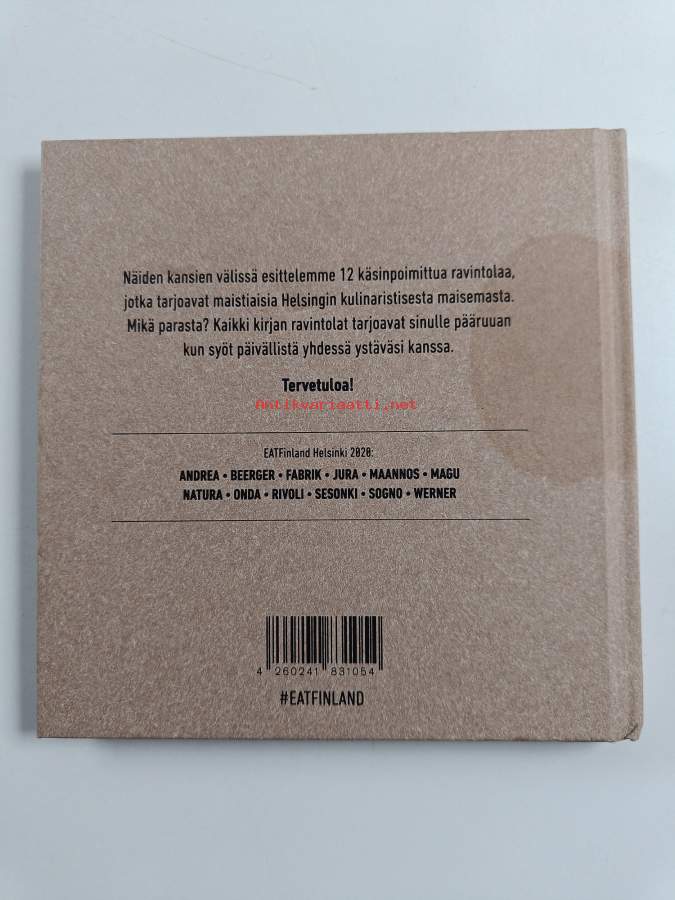 Näiden kansien välissä esittelemme 12 käsinpoimittua ravintolaa,
jotka tarjoavat maistiaisia Helsingin kulinaristisesta maisemasta.
Mikä parasta? Kaikki kirjan ravintolat tarjoavat sinulle pääruuan
kun syöt päivällistä yhdessä ystäväsi kanssa.
Tervetuloa!
Antikvariaatti.net
EATFinland Helsinki 2020:
ANDREA • BEERGER • FABRIK • JURA • MAANNOS • MAGU
NATURA • ONDA • RIVOLI • SESONKI • SOGNO • WERNER
4 260241 831054
#EATFINLAND